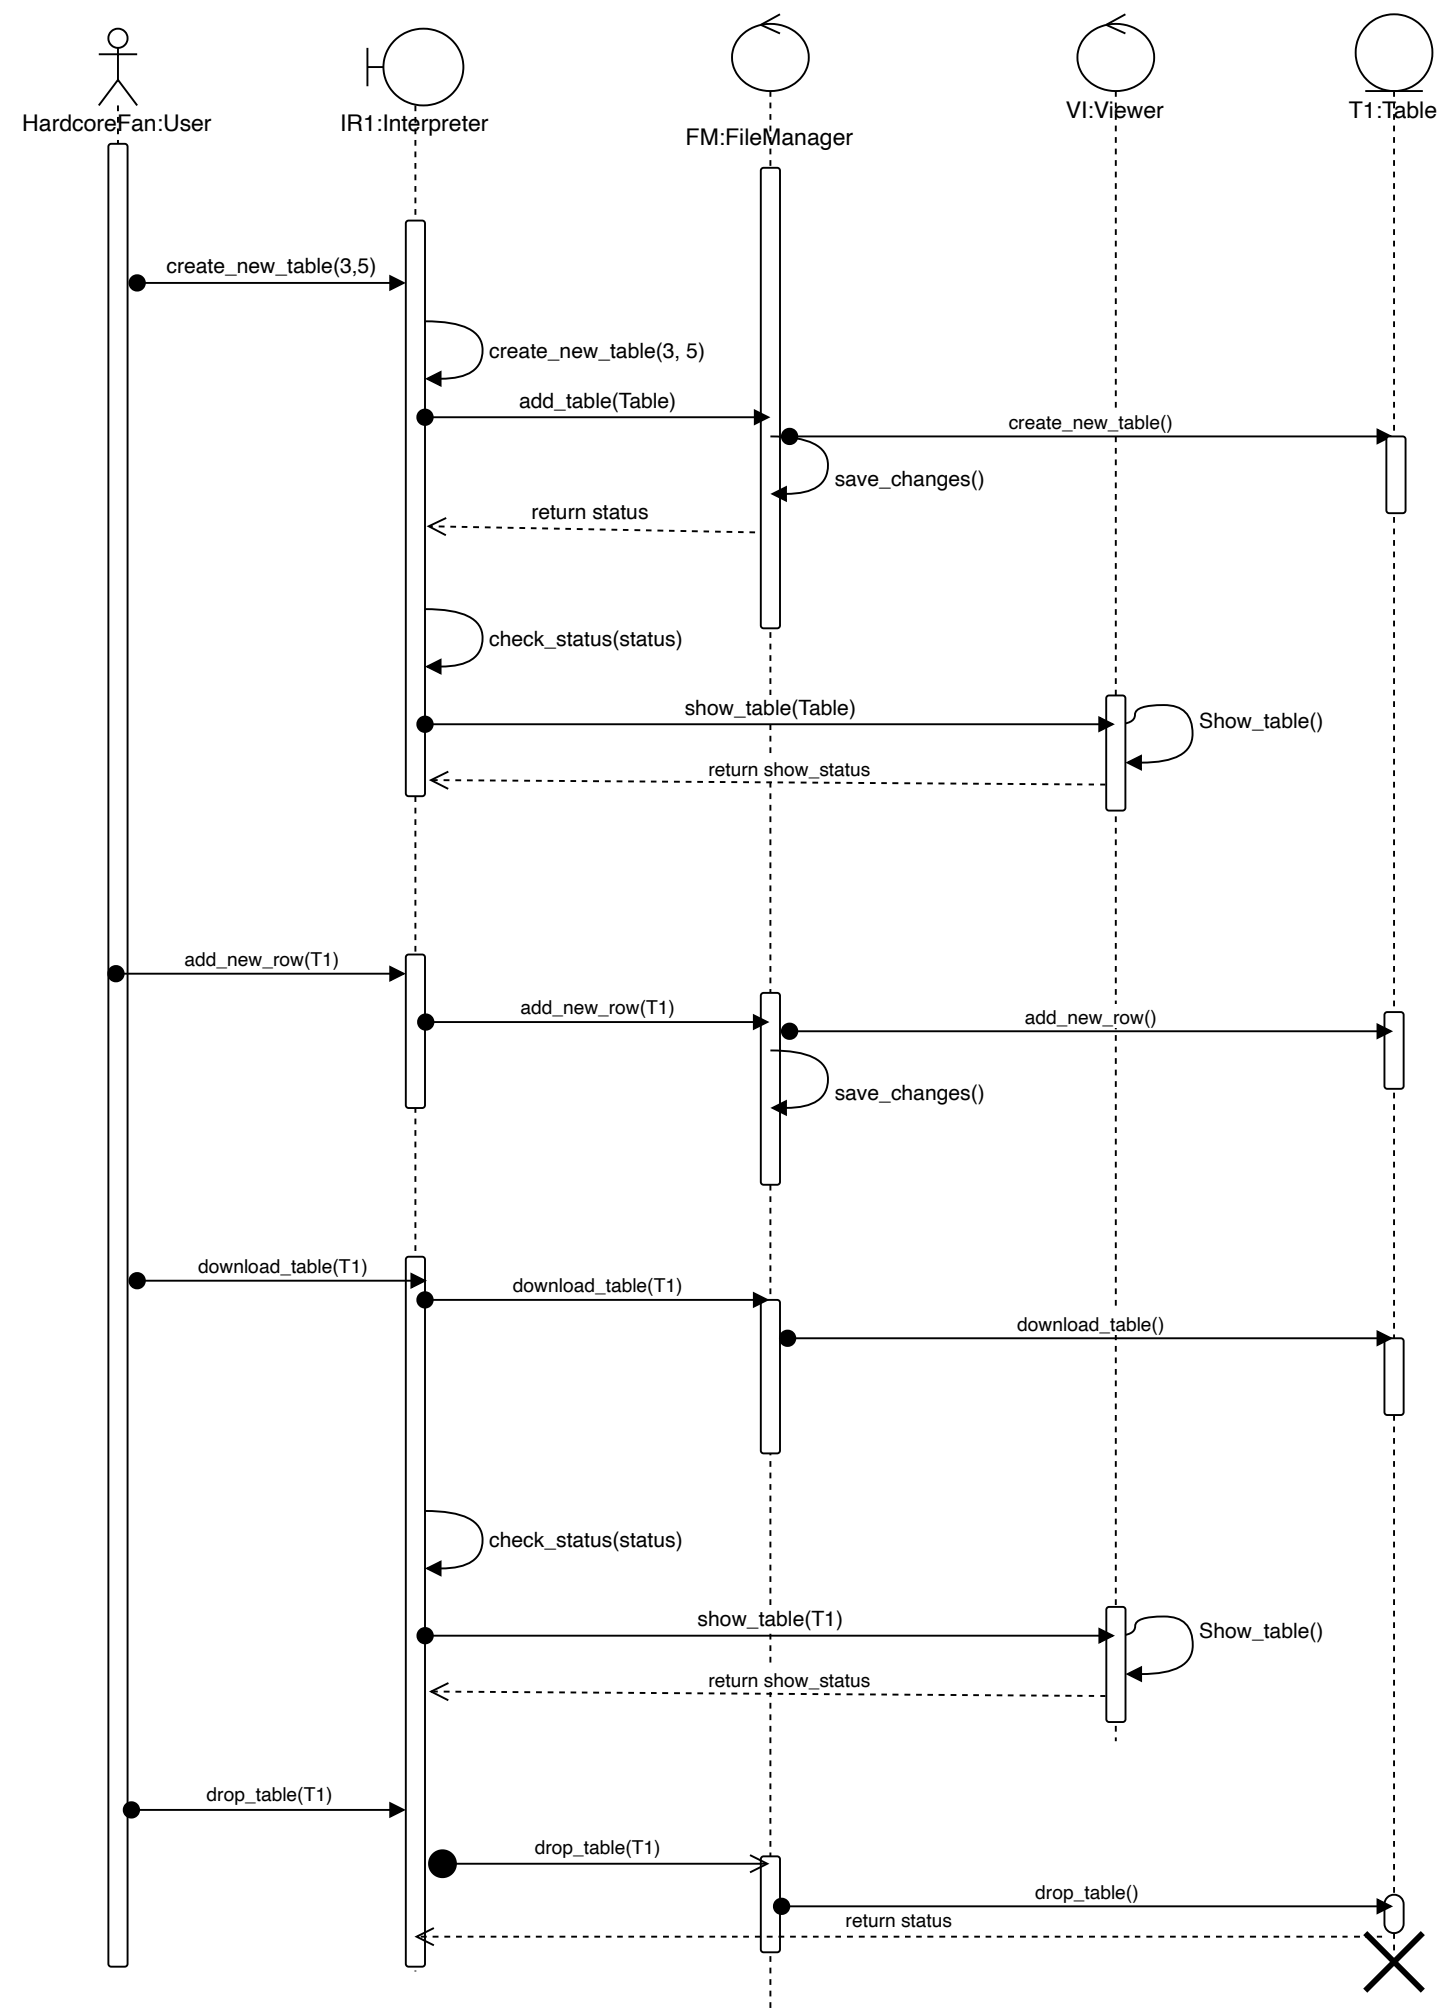 HardcoreFan:User
IR1:Interpreter
FM:FileManager
VI:Viewer
T1:Table
create_new_table(3,5)
create_new_table(3, 5)
add_table(Table)
create_new_table()
save_changes()
return status
check_status(status)
show_table(Table)
Show_table()
return show_status
add_new_row(T1)
add_new_row(T1)
add_new_row()
save_changes()
download_table(T1)
download_table(T1)
download_table()
check_status(status)
show_table(T1)
Show_table()
return show_status
drop_table(T1)
drop_table(T1)
drop_table()
return status